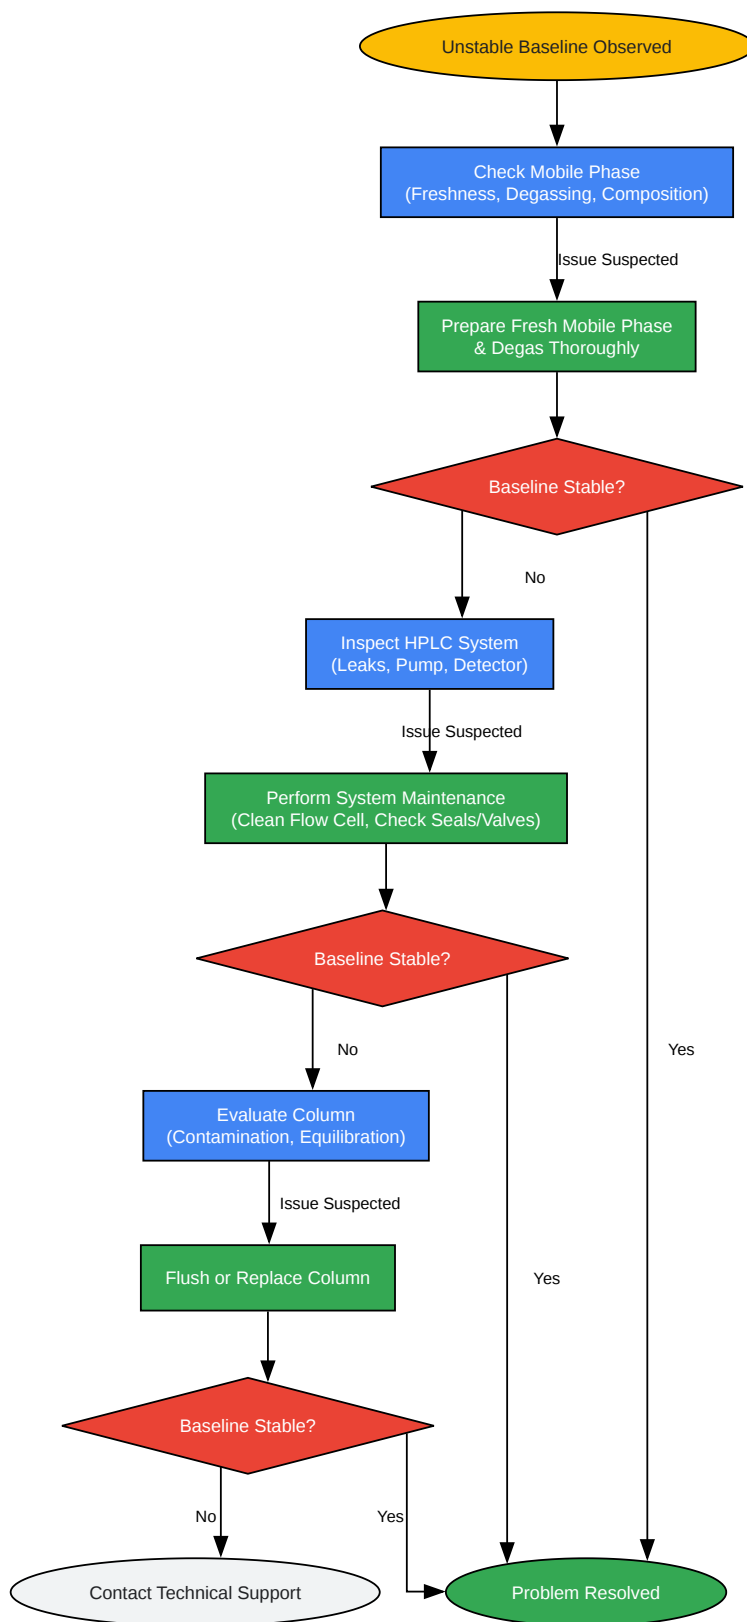 Unstable Baseline Observed
Check Mobile Phase
(Freshness, Degassing, Composition)
Issue Suspected
Prepare Fresh Mobile Phase
& Degas Thoroughly
Baseline Stable?
No
Inspect HPLC System
(Leaks, Pump, Detector)
Issue Suspected
Perform System Maintenance
(Clean Flow Cell, Check Seals/Valves)
Baseline Stable?
No
Yes
Evaluate Column
(Contamination, Equilibration)
Issue Suspected
Flush or Replace Column
Yes
Baseline Stable?
No
Yes
Contact Technical Support
Problem Resolved